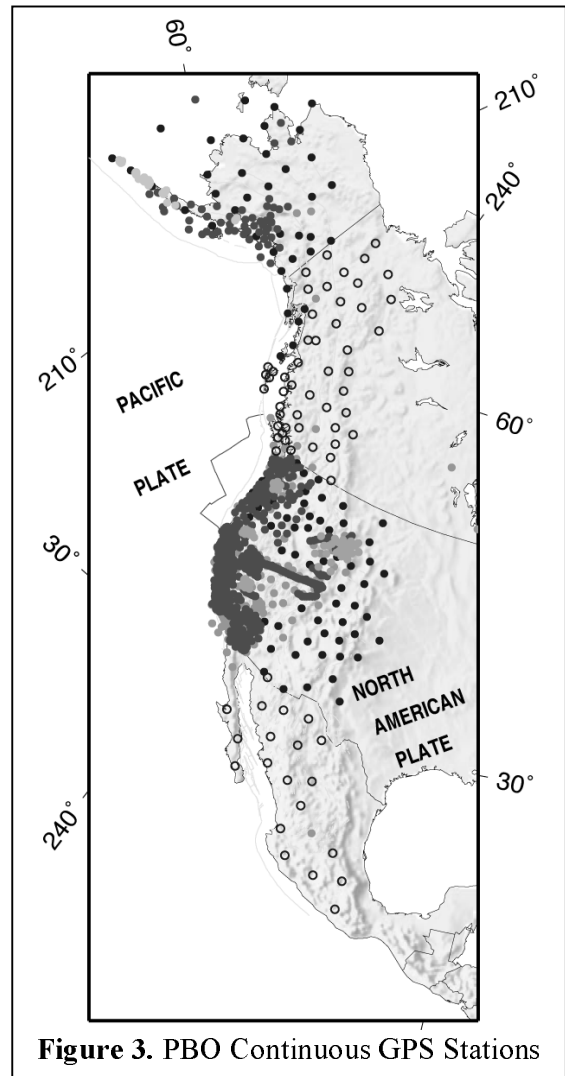 60°
210°
240°
210°
PACIFIC
PLATE
60°
30°
NORTH
AMERICAN
PLATE
30°
240°
Figure 3. PBO Continuous GPS Stations